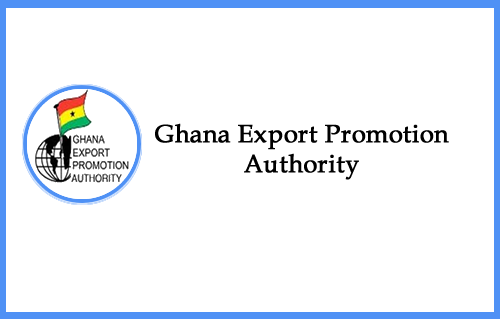 GHANA
EXPORT
PROMOTION
AUTHORITY
Ghana Export Promotion
Authority